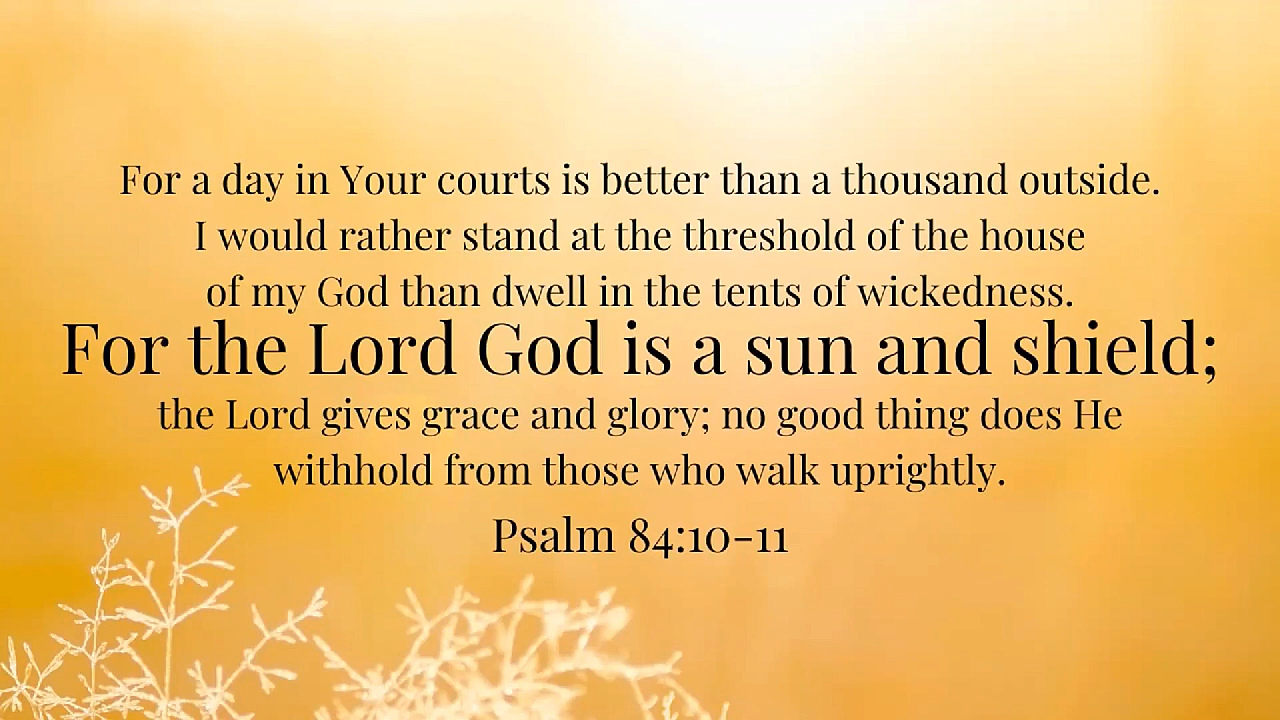 For a day in Your courts is better than a thousand outside.
I would rather stand at the threshold of the house
of my God than dwell in the tents of wickedness.
For the Lord God is a sun and shield;
the Lord gives grace and glory; no good thing does He
withhold from those who walk uprightly.
Psalm 84:10-11